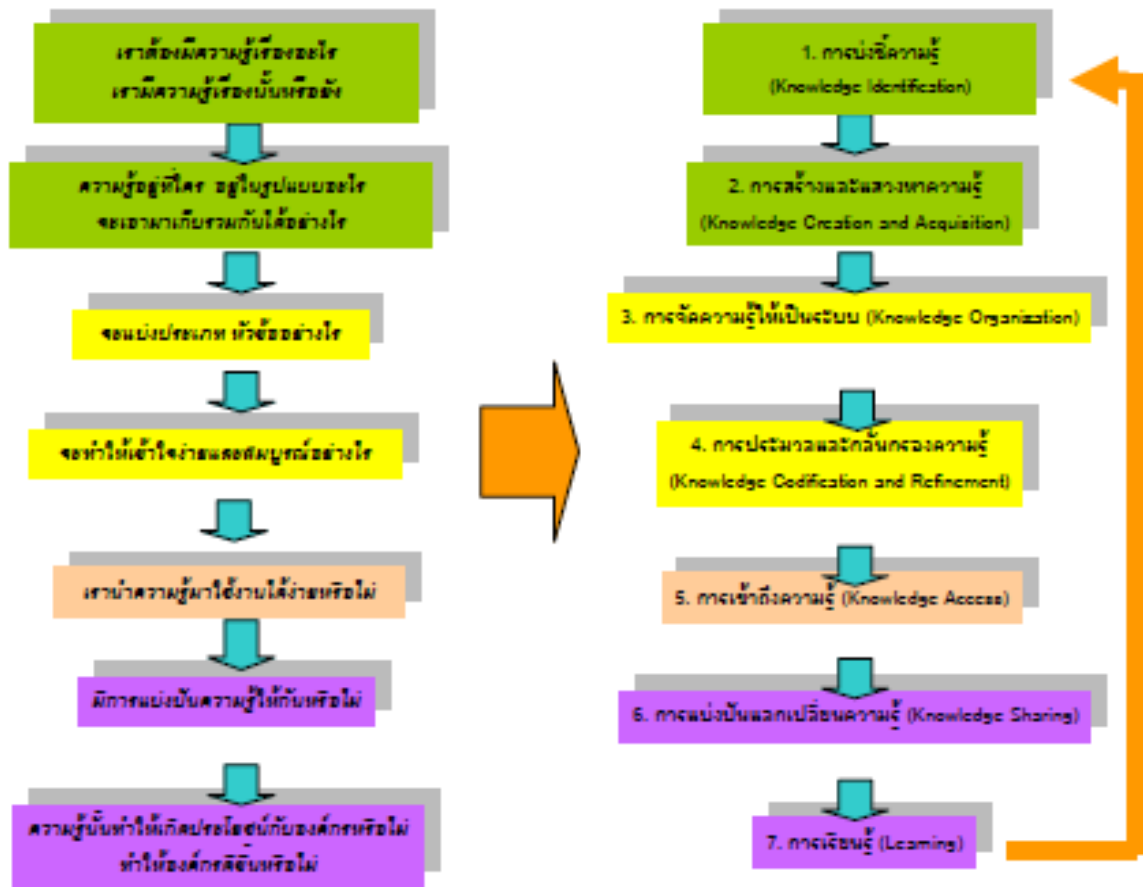 เราต้องมีความรู้เรื่องอะไร
เรามีความรู้เรื่องนั้นหรือยัง
ความรู้อยู่ที่ใคร อยู่ในรูปแบบอะไร
จะเอามาเก็บรวมกันได้อย่างไร
จะแบ่งประเภท หัวข้ออย่างไร
จะทำให้เข้าใจง่ายและสมบูรณ์อย่างไร
เรานำความรู้มาใช้งานได้ง่ายหรือไม่
มีการแบ่งปันความรู้ให้กันหรือไม่
ความรู้นั้นทำให้เกิดประโยชน์กับองค์กรหรือไม่
ทำให้องค์กรดีขึ้นหรือไม่
1. การบ่งชี้ความรู้
(Knowledge Identification)
2. การสร้างและแสวงหาความรู้
(Knowledge Creation and Acquisition)
3. การจัดความรู้ให้เป็นระบบ (Knowledge Organization)
4. การประมวลและกลั่นกรองความรู้
(Knowledge Codification and Refinement)
5. การเข้าถึงความรู้ (Knowledge Access)
6. การแบ่งปันแลกเปลี่ยนความรู้ (Knowledge Sharing)
7. การเรียนรู้ (Learning)